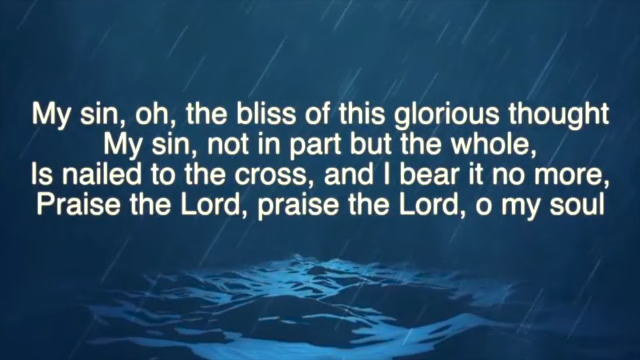 My sin, oh, the bliss of this glorious thought
My sin, not in part but the whole,
Is nailed to the cross, and I bear it no more,
Praise the Lord, praise the Lord, o my soul